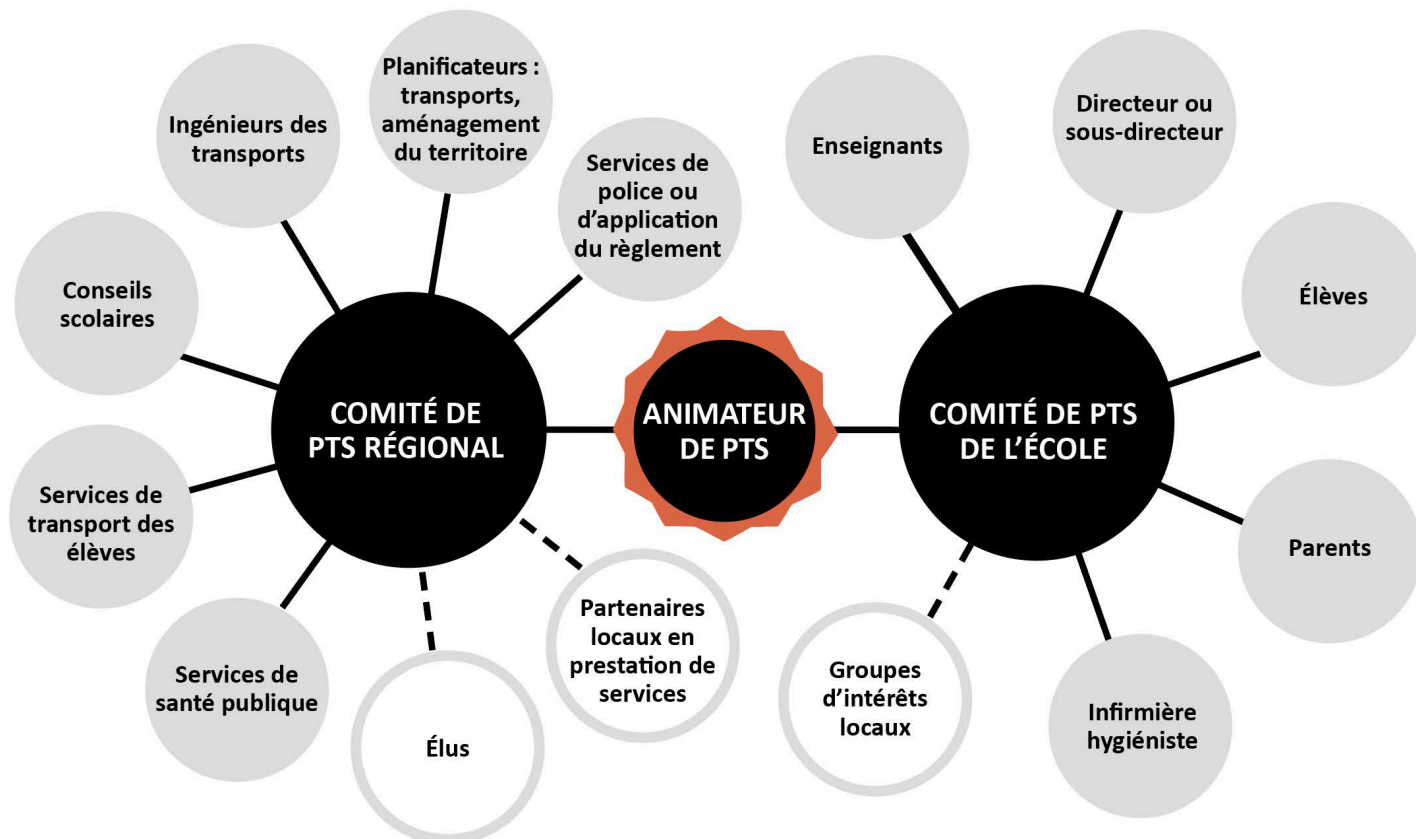 Planificateurs :
transports,
aménagement
du territoire
Ingénieurs des
transports
Services de
police ou
d’application
du règlement
Conseils
scolaires
Services de
transport des
élèves
Services de
santé publique
COMITÉ DE
PTS RÉGIONAL
Élus
Partenaires
locaux en
prestation de
services
ANIMATEUR
DE PTS
COMITÉ DE PTS
DE L’ÉCOLE
Enseignants
Directeur ou
sous-directeur
Élèves
Parents
Infirmière
hygiéniste
Groupes
d’intérêts
locaux